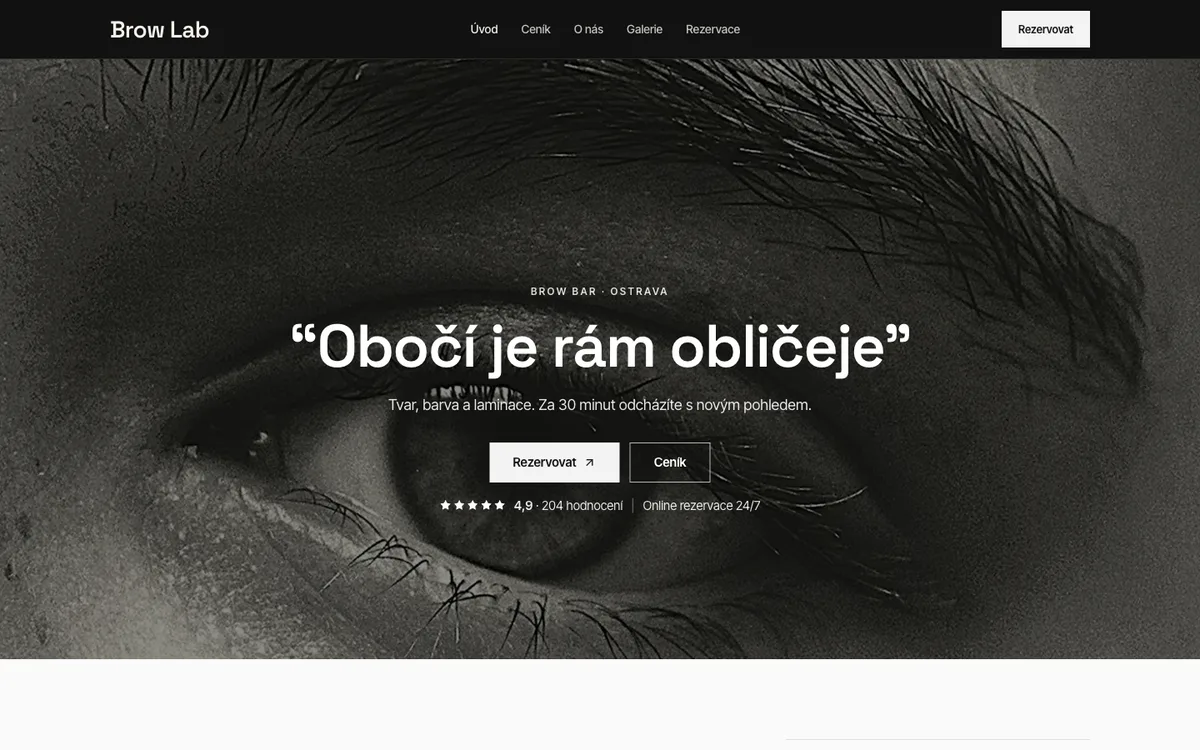 Brow Lab
Úvod
Ceník
O nás
Galerie
Rezervace
Rezervovat
BROW BAR · OSTRAVA
“Obočí je rám obličeje”
Tvar, barva a laminace. Za 30 minut odcházíte s novým pohledem.
Rezervovat
Ceník
4,9 · 204 hodnocení | Online rezervace 24/7